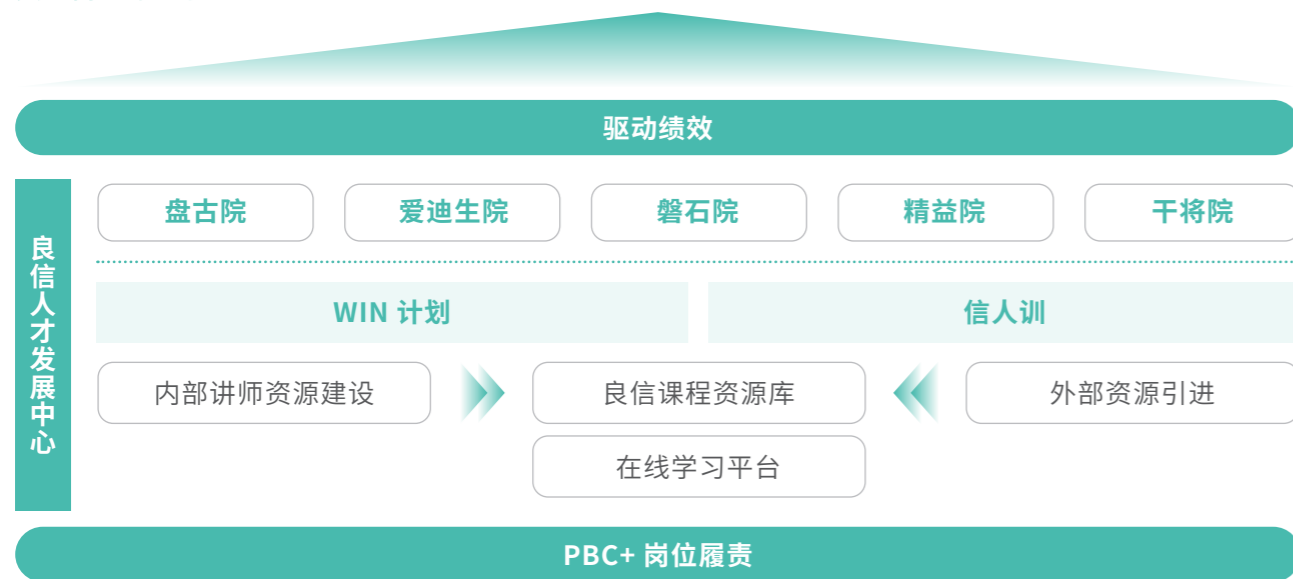 驱动绩效
良信人才发展中心
盘古院
爱迪生院
磐石院
精益院
干将院
WIN 计划
信人训
内部讲师资源建设
良信课程资源库
外部资源引进
在线学习平台
PBC+ 岗位履责